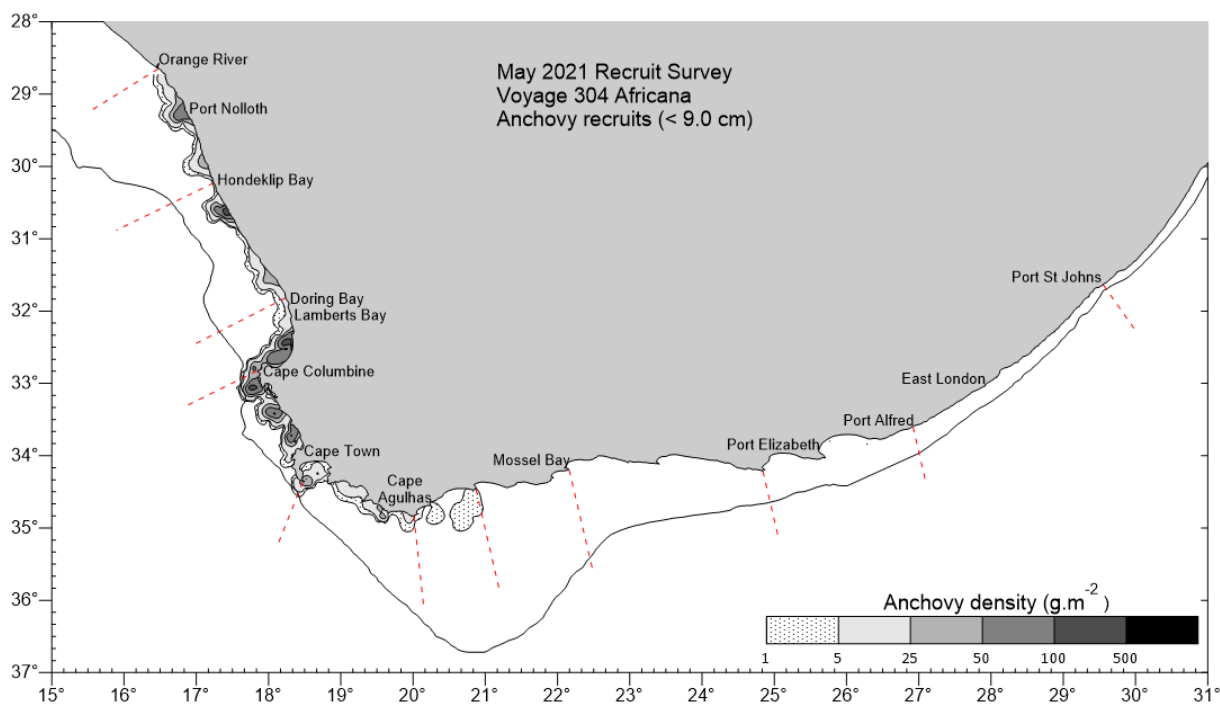 28°
29°
30°
31°
32°
33°
34°
35°
36°
37°
Orange River
Port Nolloth
Hondeklip Bay
Doring Bay
Lamberts Bay
Cape Columbine
Cape Town
Cape
Agulhas
Mossel Bay
Port Elizabeth
Port Alfred
East London
Port St Johns
May 2021 Recruit Survey
Voyage 304 Africana
Anchovy recruits (< 9.0 cm)
Anchovy density (g.m⁻²)
1 5 25 50 100 500
15° 16° 17° 18° 19° 20° 21° 22° 23° 24° 25° 26° 27° 28° 29° 30° 31°